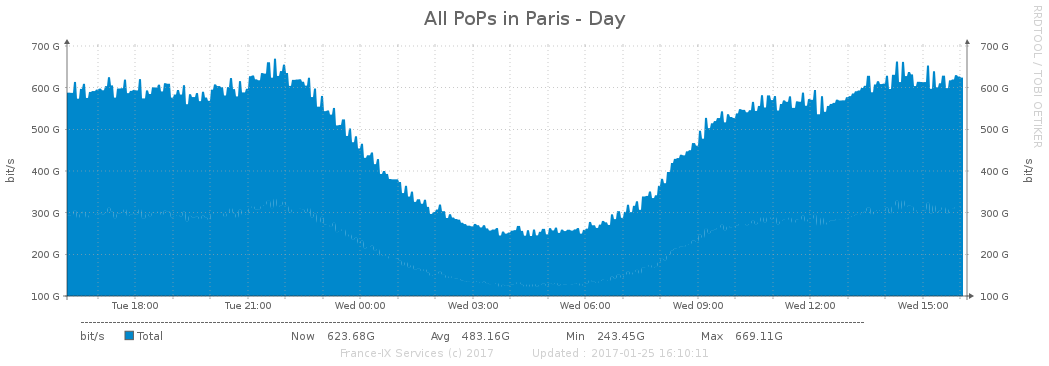 All PoPs in Paris - Day
RRDTOOL / TOBI OETIKER
700 G 700 G
600 G 600 G
500 G 500 G
400 G 400 G
300 G 300 G
200 G 200 G
100 G 100 G
bit/s bit/s
Tue 18:00 Tue 21:00 Wed 00:00 Wed 03:00 Wed 06:00 Wed 09:00 Wed 12:00 Wed 15:00
bit/s Total Now 623.68G Avg 483.16G Min 243.45G Max 669.11G
France-IX Services (c) 2017 Updated : 2017-01-25 16:10:11